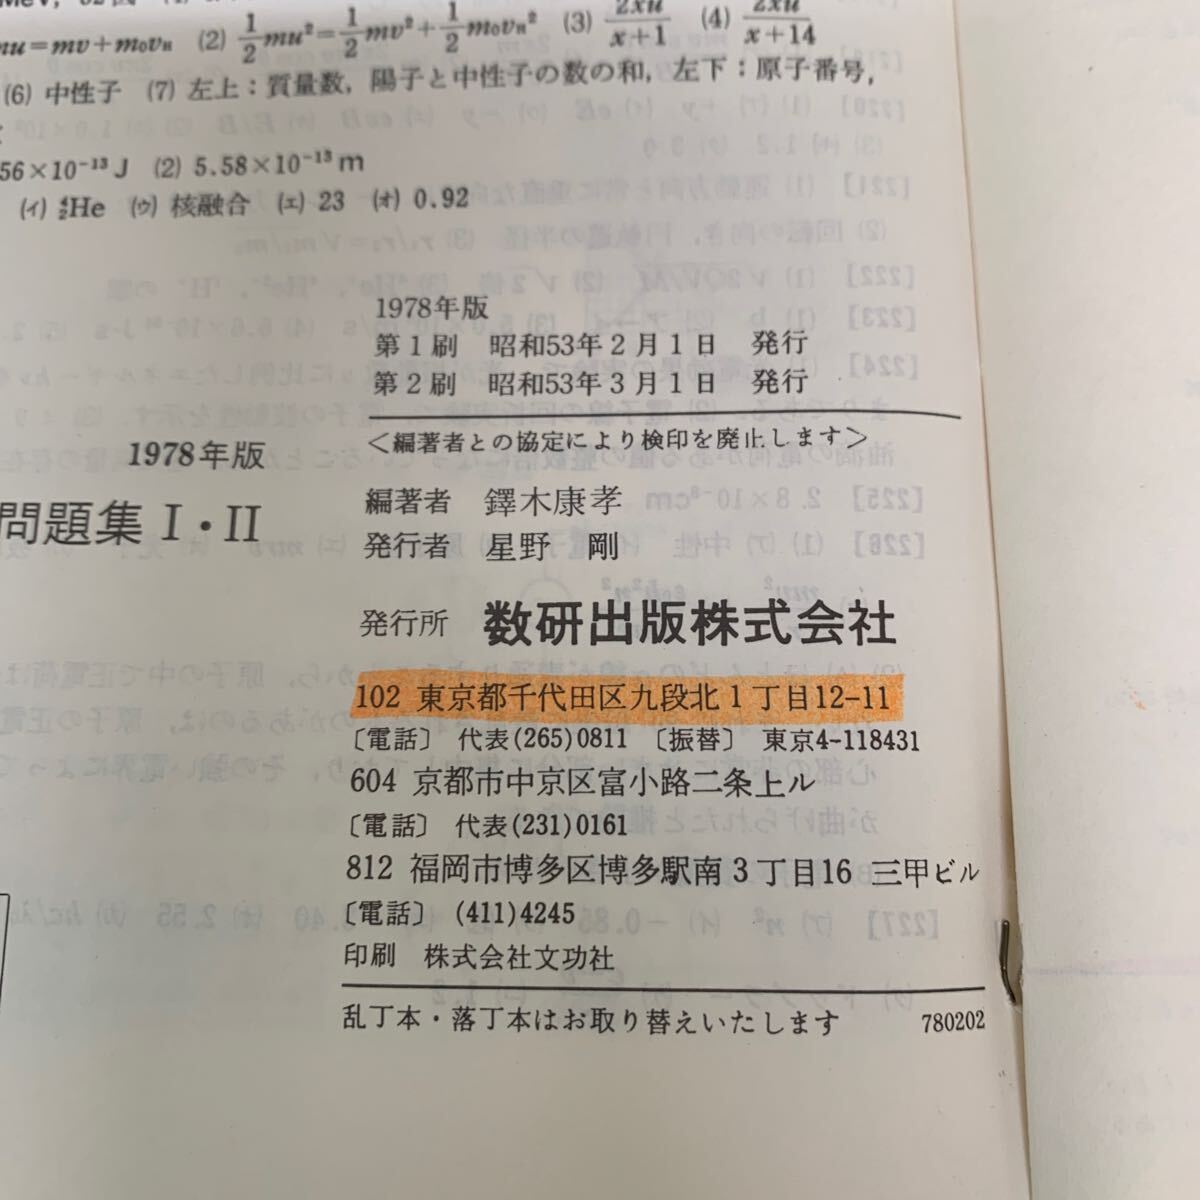 mu=mv+m₀vₙ (2) 1/2mu²=1/2mv²+1/2m₀vₙ² (3) 2xu/x+1 (4) 2xu/x+14
(6) 中性子 (7) 左上：質量数，陽子と中性子の数の和，左下：原子番号，
56×10⁻¹³J (2) 5.58×10⁻¹³m
(イ) ⁴₂He (ウ) 核融合 (エ) 23 (オ) 0.92
1978年版
第1刷 昭和53年2月1日 発行
第2刷 昭和53年3月1日 発行
<編著者との協定により検印を廃止します>
1978年版
問題集 I・II
編著者 鐸木康孝
発行者 星野 剛
発行所 数研出版株式会社
102 東京都千代田区九段北1丁目12-11
〔電話〕 代表(265)0811 〔振替〕 東京4-118431
604 京都市中京区富小路二条上ル
〔電話〕 代表(231)0161
812 福岡市博多区博多駅南3丁目16 三甲ビル
〔電話〕 (411)4245
印刷 株式会社文功社
乱丁本・落丁本はお取り替えいたします 780202